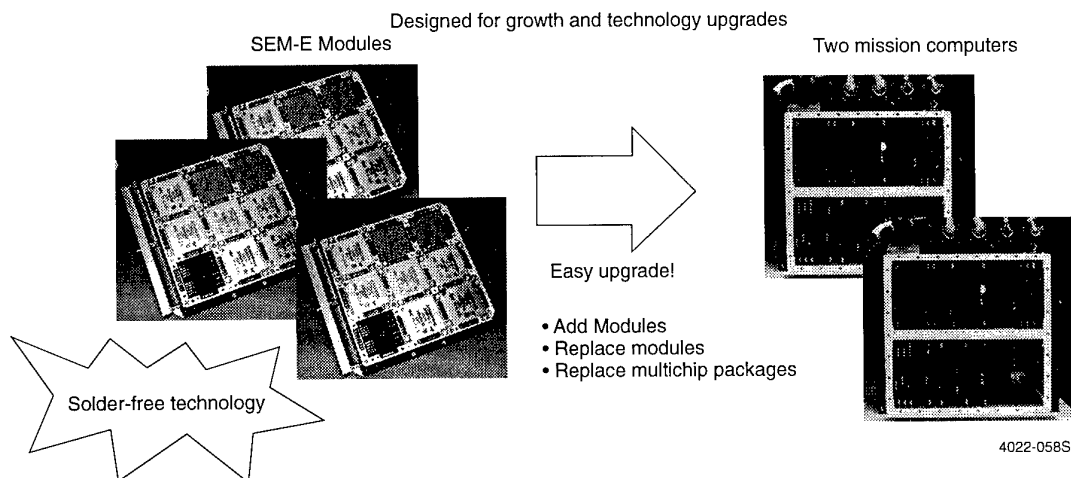 Designed for growth and technology upgrades
SEM-E Modules
Two mission computers
Easy upgrade!
• Add Modules
• Replace modules
• Replace multichip packages
Solder-free technology
4022-058S